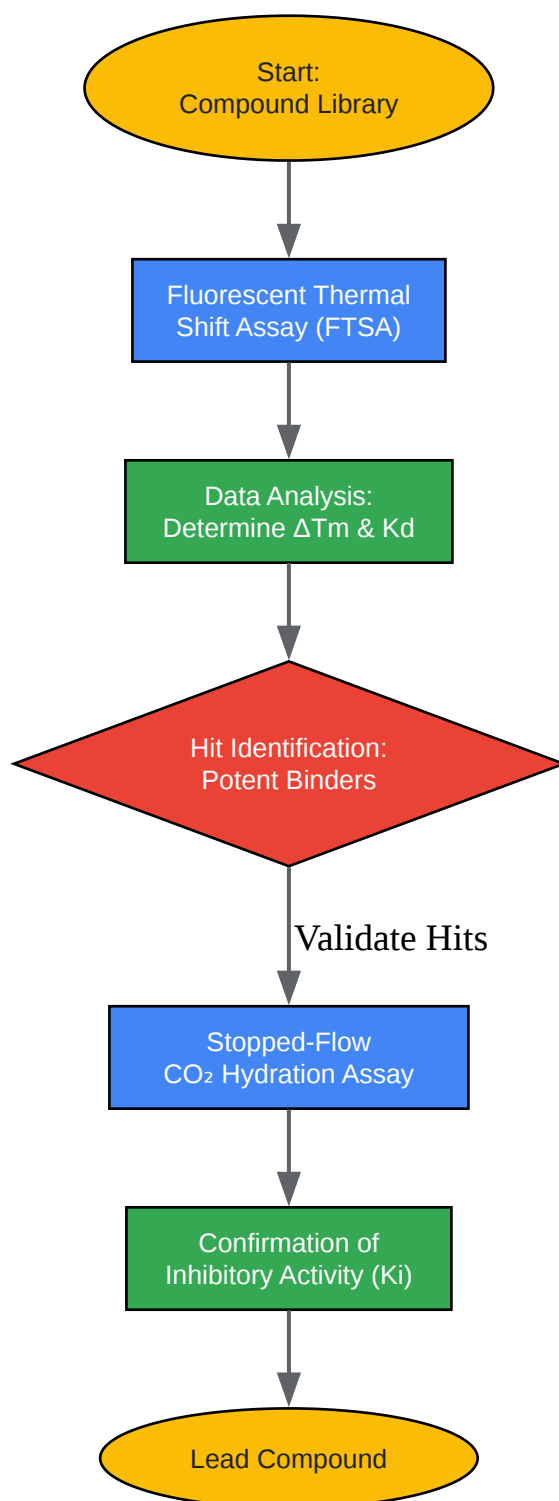 Start:
Compound Library
Fluorescent Thermal
Shift Assay (FTSA)
Data Analysis:
Determine ΔTm & Kd
Hit Identification:
Potent Binders
Validate Hits
Stopped-Flow
CO₂ Hydration Assay
Confirmation of
Inhibitory Activity (Ki)
Lead Compound